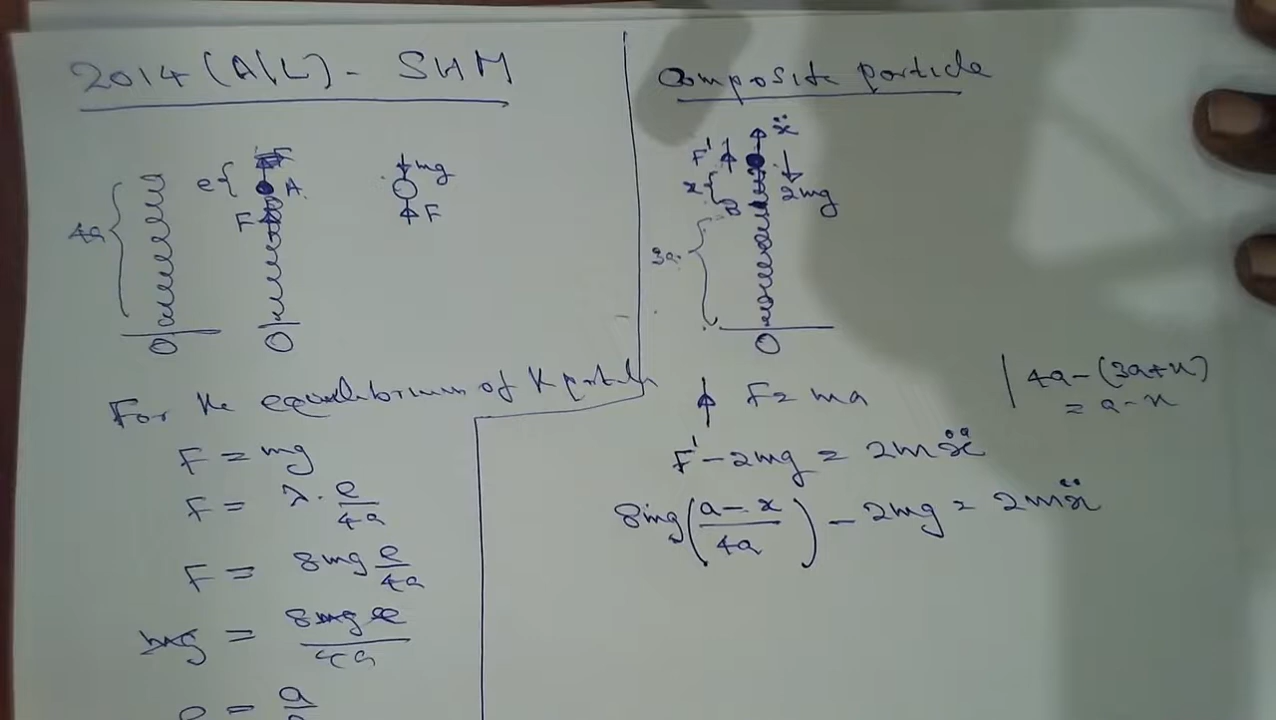 2014 (A/L) - SHM
4a
O
e{
A
F
O
mg
F
For the equilibrium of K particle
F = mg
F = λ. e/4a
F = 8mg e/4a
mg = 8mg e/4a
e = a
Composite particle
ẍ
F'
x
2mg
3a
O
F = ma
4a-(3a+x)
= a-x
F' - 2mg = 2mẍ
8mg(a-x/4a) - 2mg = 2mẍ